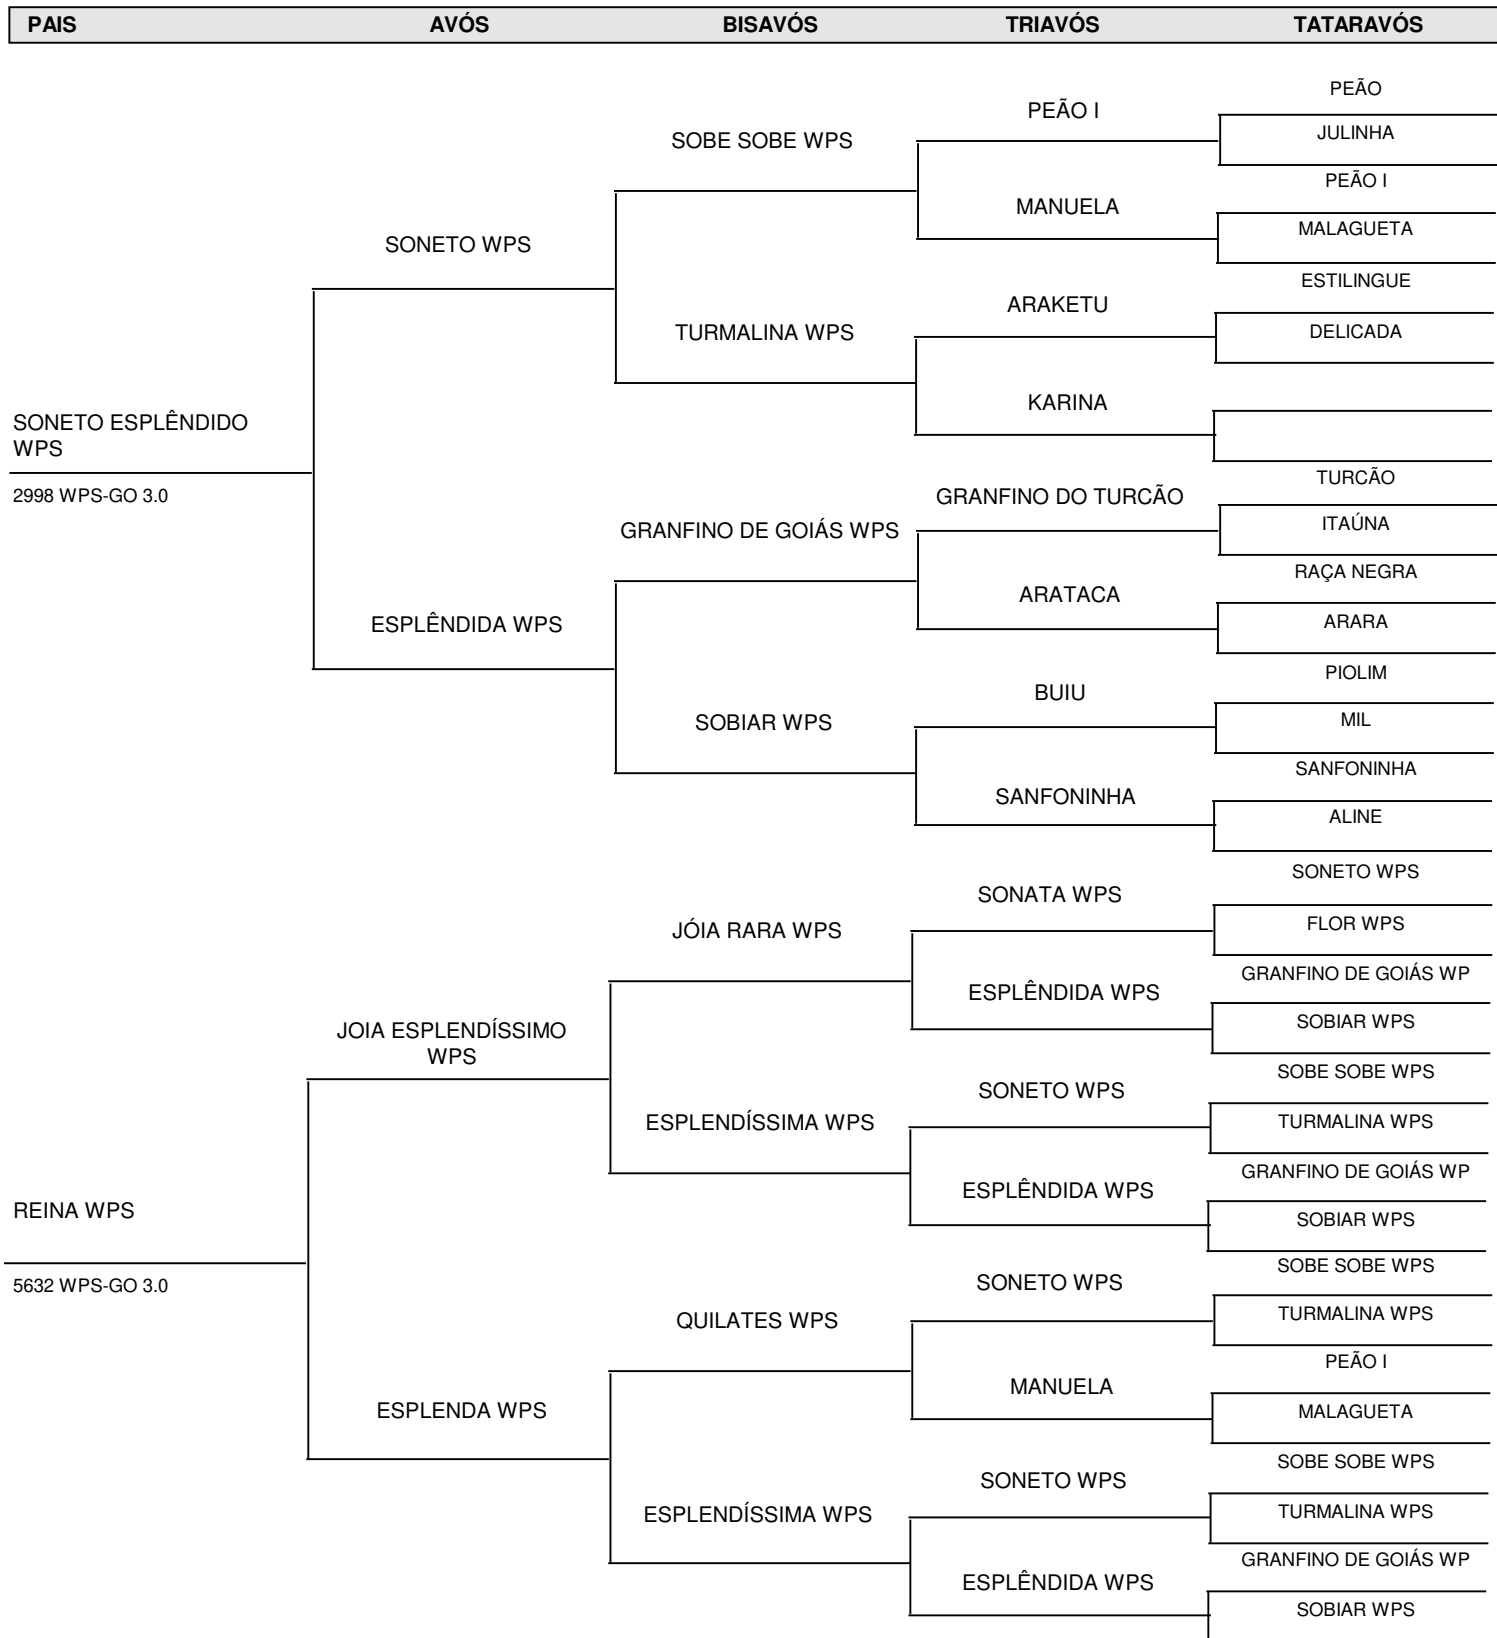 PAIS AVÓS BISAVÓS TRIAVÓS TATARAVÓS
PEÃO
PEÃO I
JULINHA
SOBE SOBE WPS
PEÃO I
MANUELA
MALAGUETA
SONETO WPS
ESTILINGUE
ARAKETU
TURMALINA WPS
DELICADA
KARINA
SONETO ESPLÊNDIDO
WPS
2998 WPS-GO 3.0
TURCÃO
GRANFINO DO TURCÃO
ITAÚNA
GRANFINO DE GOIÁS WPS
RAÇA NEGRA
ARATACA
ARARA
ESPLÊNDIDA WPS
PIOLIM
BUIU
MIL
SOBIAR WPS
SANFONINHA
SANFONINHA
ALINE
SONETO WPS
SONATA WPS
FLOR WPS
JÓIA RARA WPS
GRANFINO DE GOIÁS WP
ESPLÊNDIDA WPS
SOBIAR WPS
JOIA ESPLENDÍSSIMO
WPS
SOBE SOBE WPS
SONETO WPS
TURMALINA WPS
ESPLENDÍSSIMA WPS
GRANFINO DE GOIÁS WP
ESPLÊNDIDA WPS
SOBIAR WPS
REINA WPS
5632 WPS-GO 3.0
SOBE SOBE WPS
SONETO WPS
TURMALINA WPS
QUILATES WPS
PEÃO I
MANUELA
MALAGUETA
ESPLENDA WPS
SOBE SOBE WPS
SONETO WPS
TURMALINA WPS
ESPLENDÍSSIMA WPS
GRANFINO DE GOIÁS WP
ESPLÊNDIDA WPS
SOBIAR WPS